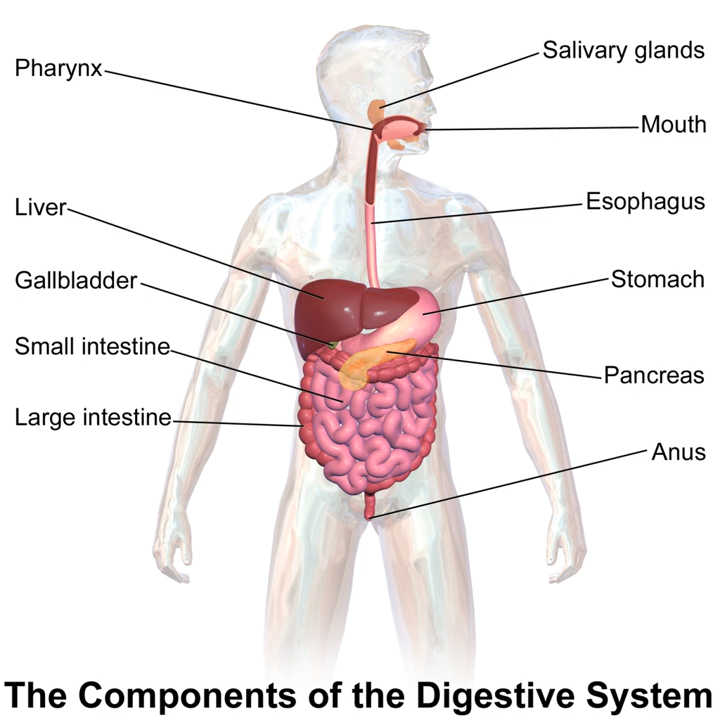 Salivary glands
Pharynx
Mouth
Esophagus
Liver
Stomach
Gallbladder
Small intestine
Pancreas
Large intestine
Anus
The Components of the Digestive System